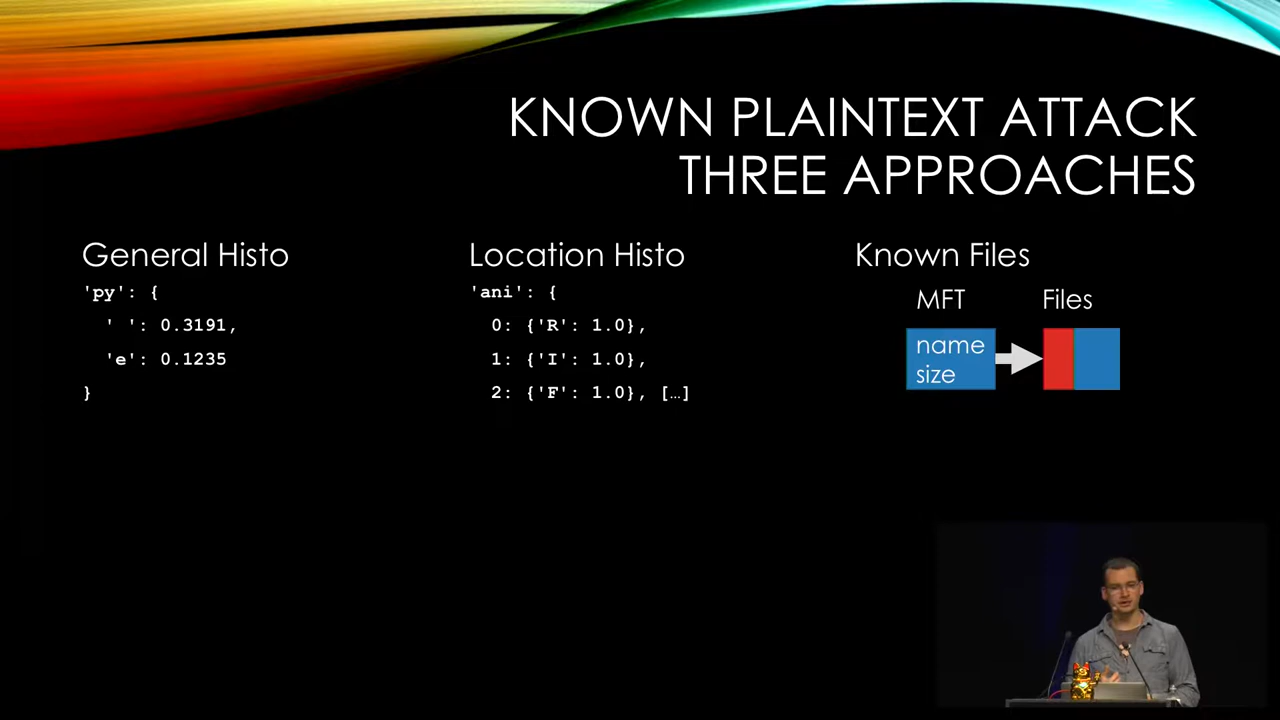 KNOWN PLAINTEXT ATTACK
THREE APPROACHES
General Histo
'py': {
' ': 0.3191,
'e': 0.1235
}
Location Histo
'ani': {
0: {'R': 1.0},
1: {'I': 1.0},
2: {'F': 1.0}, […]
Known Files
MFT
Files
name
size